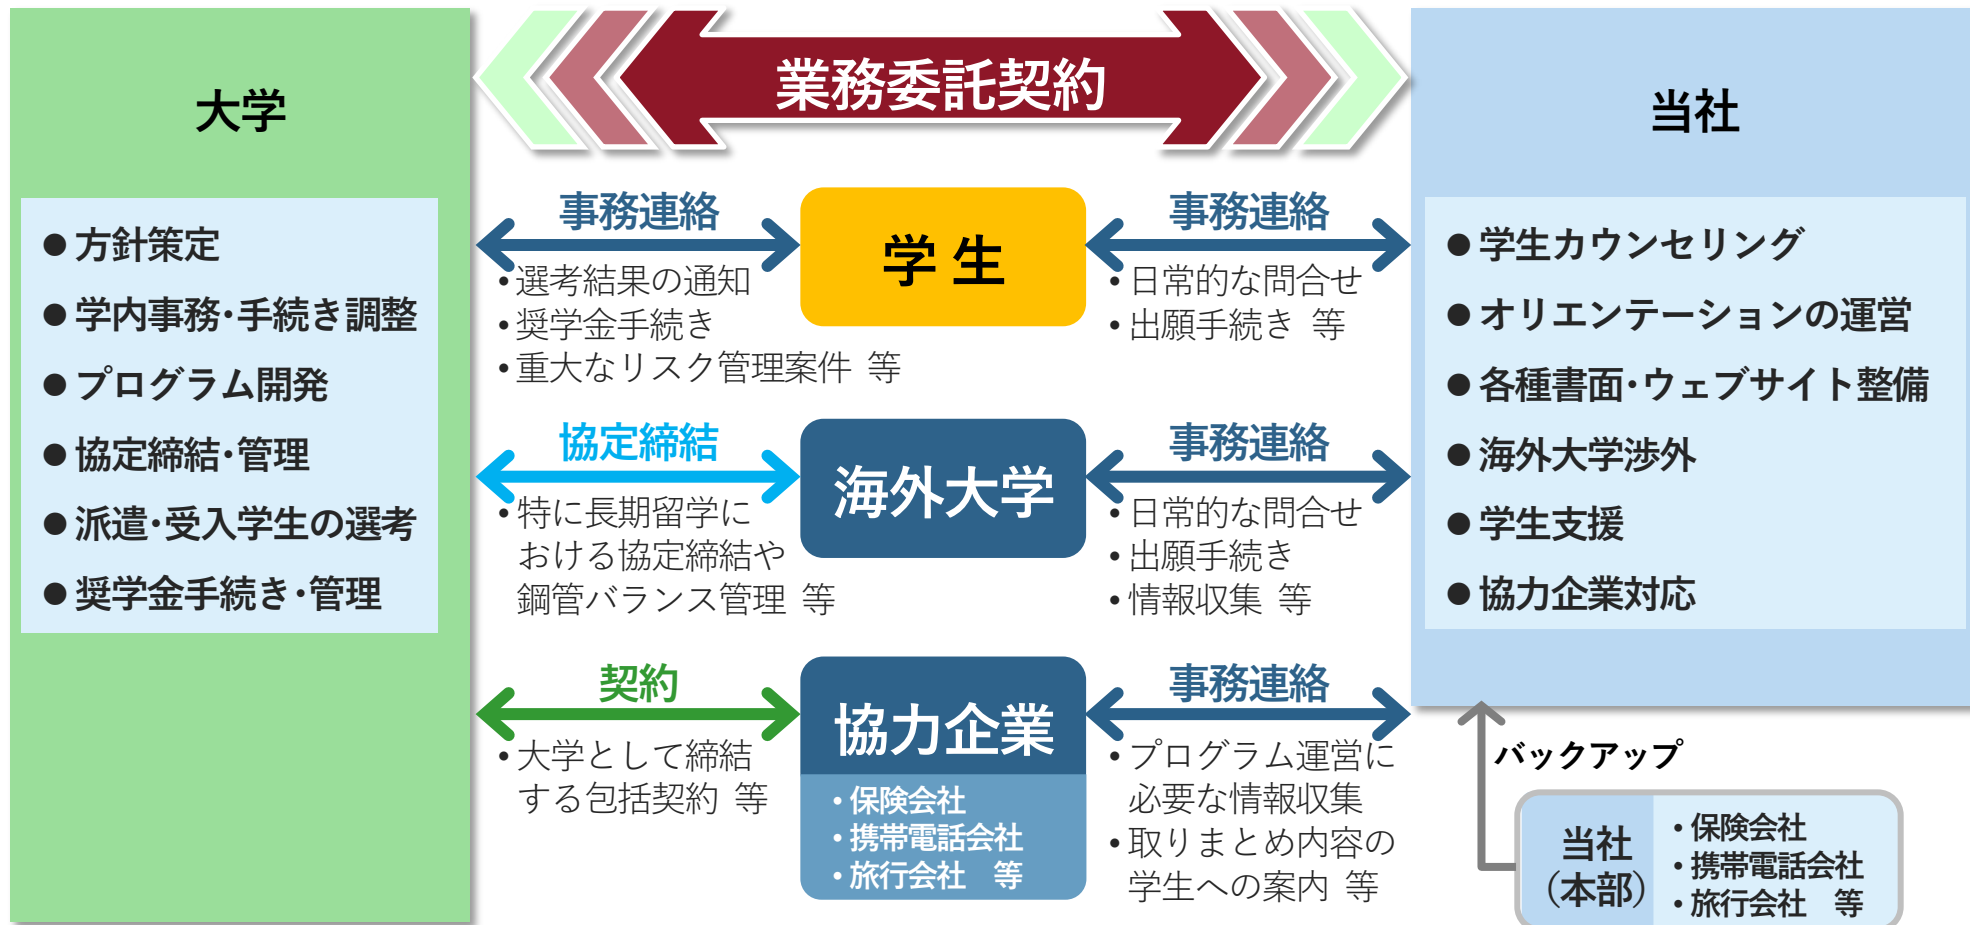 大学
● 方針策定
● 学内事務・手続き調整
● プログラム開発
● 協定締結・管理
● 派遣・受入学生の選考
● 奨学金手続き・管理
業務委託契約
事務連絡
•選考結果の通知
•奨学金手続き
•重大なリスク管理案件 等
学 生
事務連絡
•日常的な問合せ
•出願手続き 等
協定締結
•特に長期留学に
おける協定締結や
鋼管バランス管理 等
海外大学
事務連絡
•日常的な問合せ
•出願手続き
•情報収集 等
契約
•大学として締結
する包括契約 等
協力企業
・保険会社
・携帯電話会社
・旅行会社 等
事務連絡
•プログラム運営に
必要な情報収集
•取りまとめ内容の
学生への案内 等
当社
● 学生カウンセリング
● オリエンテーションの運営
● 各種書面・ウェブサイト整備
● 海外大学渉外
● 学生支援
● 協力企業対応
バックアップ
当社
（本部）
・保険会社
・携帯電話会社
・旅行会社 等